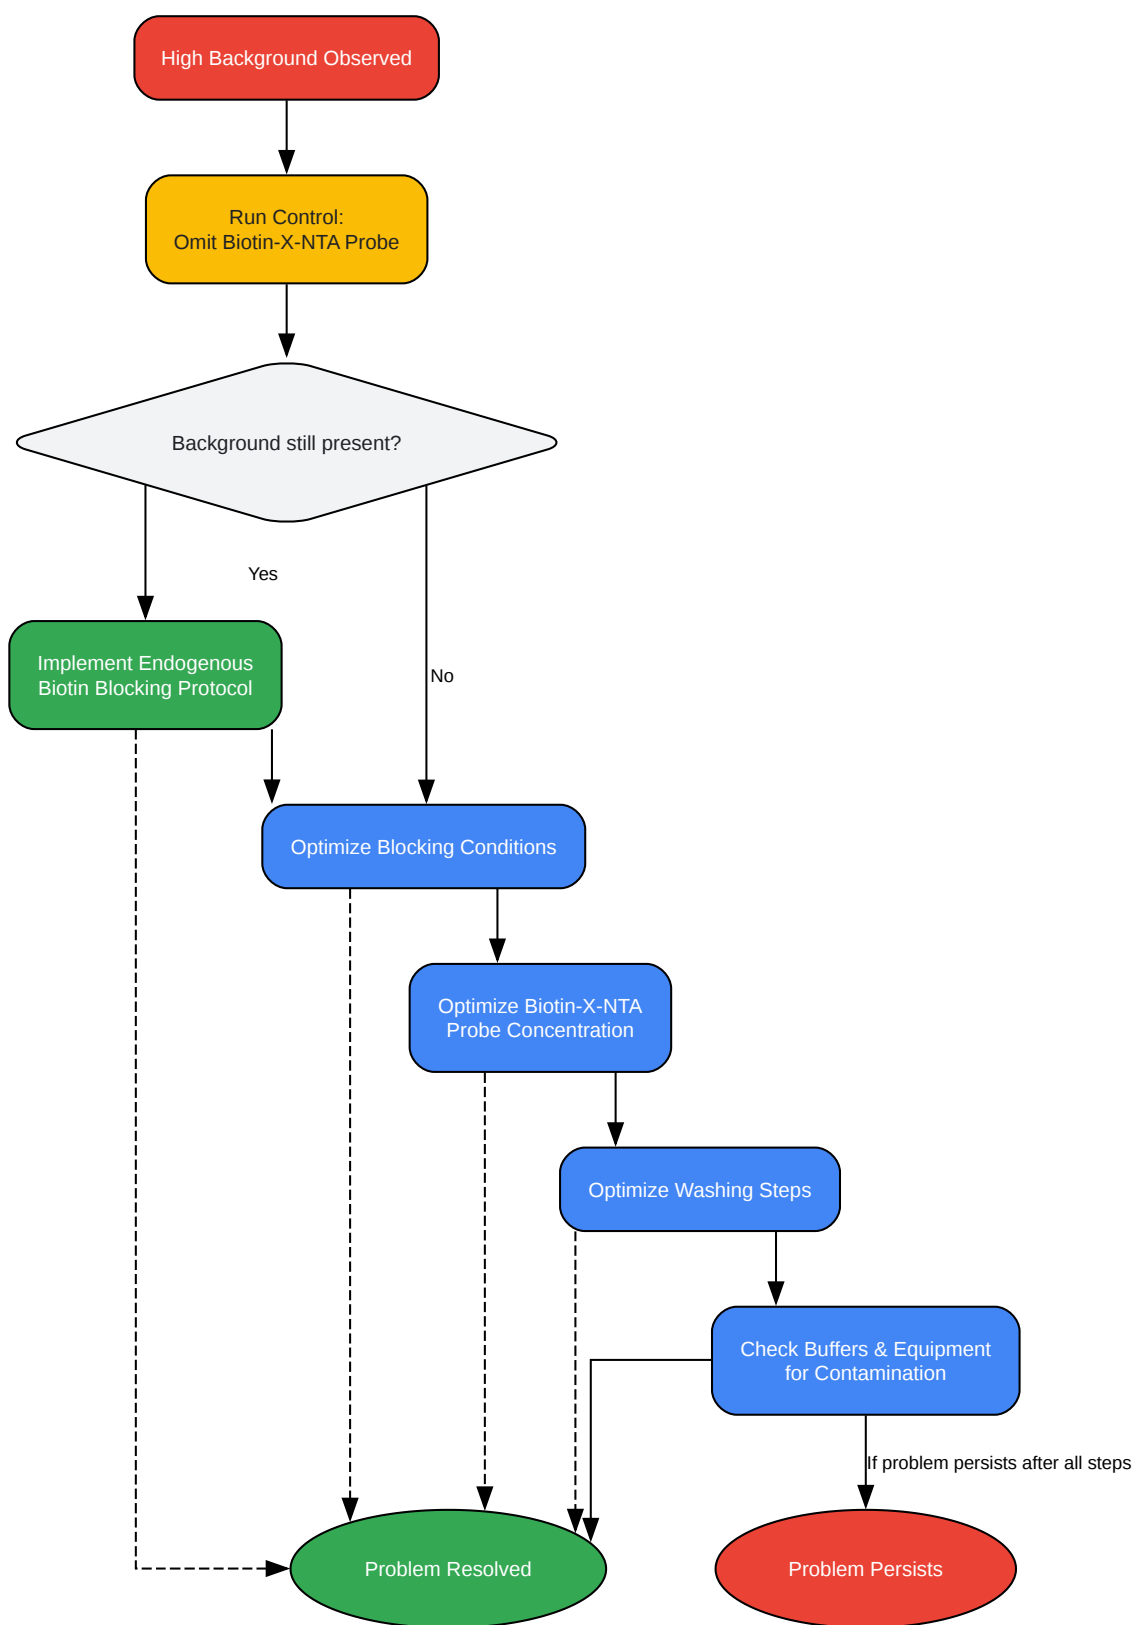 High Background Observed
Run Control:
Omit Biotin-X-NTA Probe
Background still present?
Yes
Implement Endogenous
Biotin Blocking Protocol
No
Optimize Blocking Conditions
Optimize Biotin-X-NTA
Probe Concentration
Optimize Washing Steps
Check Buffers & Equipment
for Contamination
If problem persists after all steps
Problem Resolved
Problem Persists